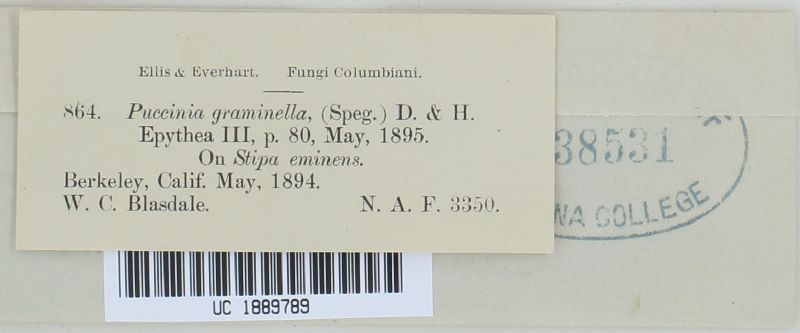 Ellis & Everhart. Fungi Columbiani.
864. Puccinia graminella, (Speg.) D. & H.
Epythea III, p. 80, May, 1895.
On Stipa eminens.
Berkeley, Calif. May, 1894.
W. C. Blasdale. N. A. F. 3350.
38531
WA COLLEGE
UC 1889789